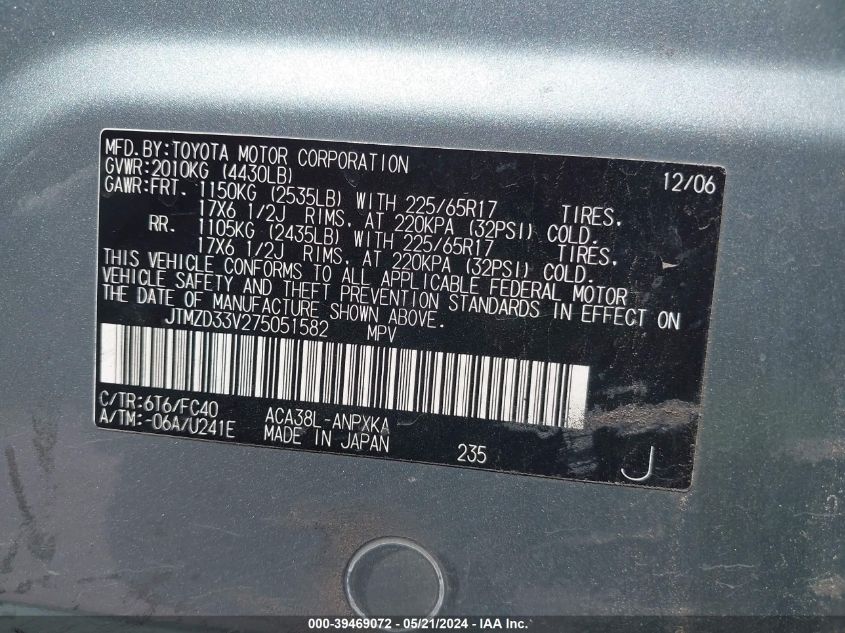 MFD.BY:TOYOTA MOTOR CORPORATION 12/06
GVWR:2010KG (4430LB)
GAWR:FRT. 1150KG (2535LB) WITH 225/65R17 TIRES.
17X6 1/2J RIMS. AT 220KPA (32PSI) COLD.
RR. 1105KG (2435LB) WITH 225/65R17 TIRES.
17X6 1/2J RIMS. AT 220KPA (32PSI) COLD.
THIS VEHICLE CONFORMS TO ALL APPLICABLE FEDERAL MOTOR
VEHICLE SAFETY AND THEFT PREVENTION STANDARDS IN EFFECT ON
THE DATE OF MANUFACTURE SHOWN ABOVE.
JTMZD33V275051582 MPV
C/TR:6T6/FC40 ACA38L-ANPXKA
A/TM:-06A/U241E MADE IN JAPAN 235 J
000-39469072 - 05/21/2024 - IAA Inc.